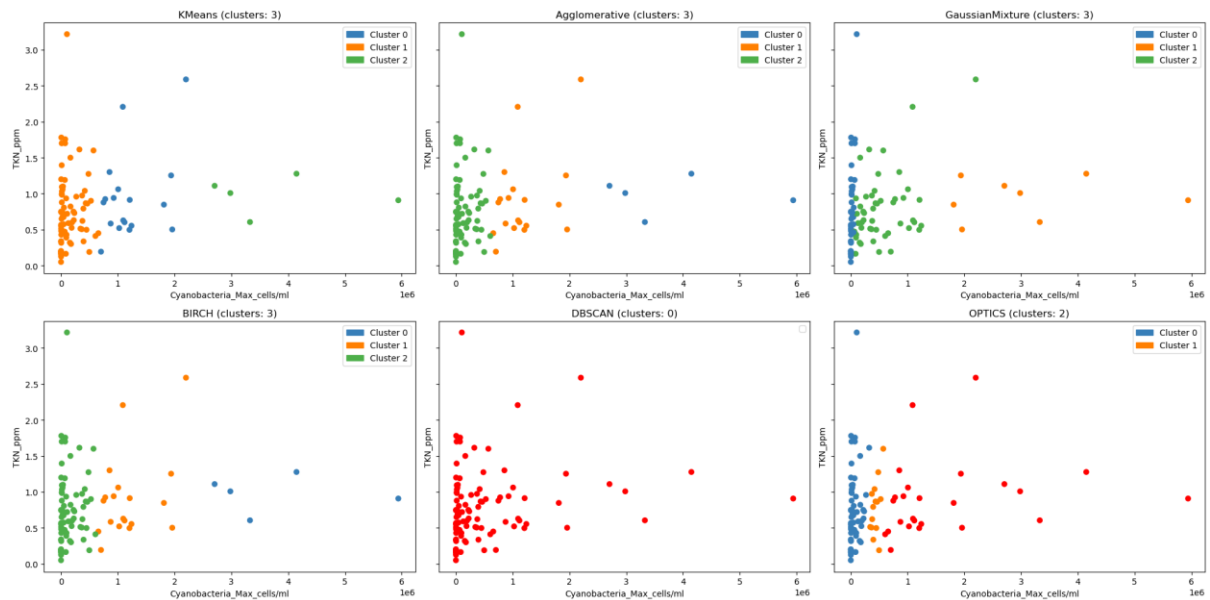 KMeans (clusters: 3)
Cluster 0
Cluster 1
Cluster 2
TKN_ppm
3.0
2.5
2.0
1.5
1.0
0.5
0.0
0 1 2 3 4 5 6
1e6
Cyanobacteria_Max_cells/ml
Agglomerative (clusters: 3)
Cluster 0
Cluster 1
Cluster 2
TKN_ppm
0 1 2 3 4 5 6
1e6
Cyanobacteria_Max_cells/ml
GaussianMixture (clusters: 3)
Cluster 0
Cluster 1
Cluster 2
TKN_ppm
0 1 2 3 4 5 6
1e6
Cyanobacteria_Max_cells/ml
BIRCH (clusters: 3)
Cluster 0
Cluster 1
Cluster 2
TKN_ppm
3.0
2.5
2.0
1.5
1.0
0.5
0.0
0 1 2 3 4 5 6
1e6
Cyanobacteria_Max_cells/ml
DBSCAN (clusters: 0)
TKN_ppm
0 1 2 3 4 5 6
1e6
Cyanobacteria_Max_cells/ml
OPTICS (clusters: 2)
Cluster 0
Cluster 1
TKN_ppm
0 1 2 3 4 5 6
1e6
Cyanobacteria_Max_cells/ml